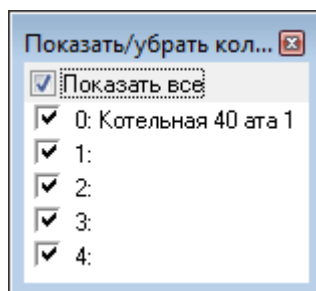 Показать/убрать кол...
Показать все
0: Котельная 40 ата 1
1:
2:
3:
4: